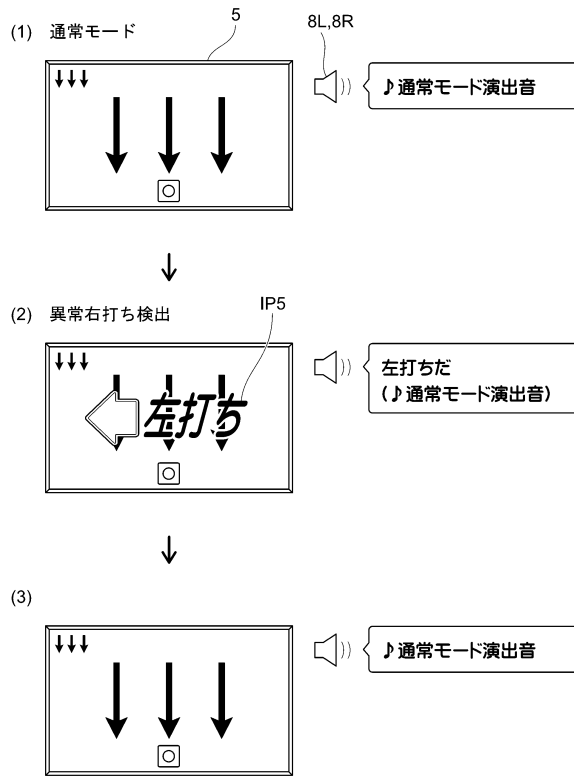 (1) 通常モード
5
8L,8R
♪通常モード演出音
(2) 異常右打ち検出
IP5
左打ち
左打ちだ
(♪通常モード演出音)
(3)
♪通常モード演出音